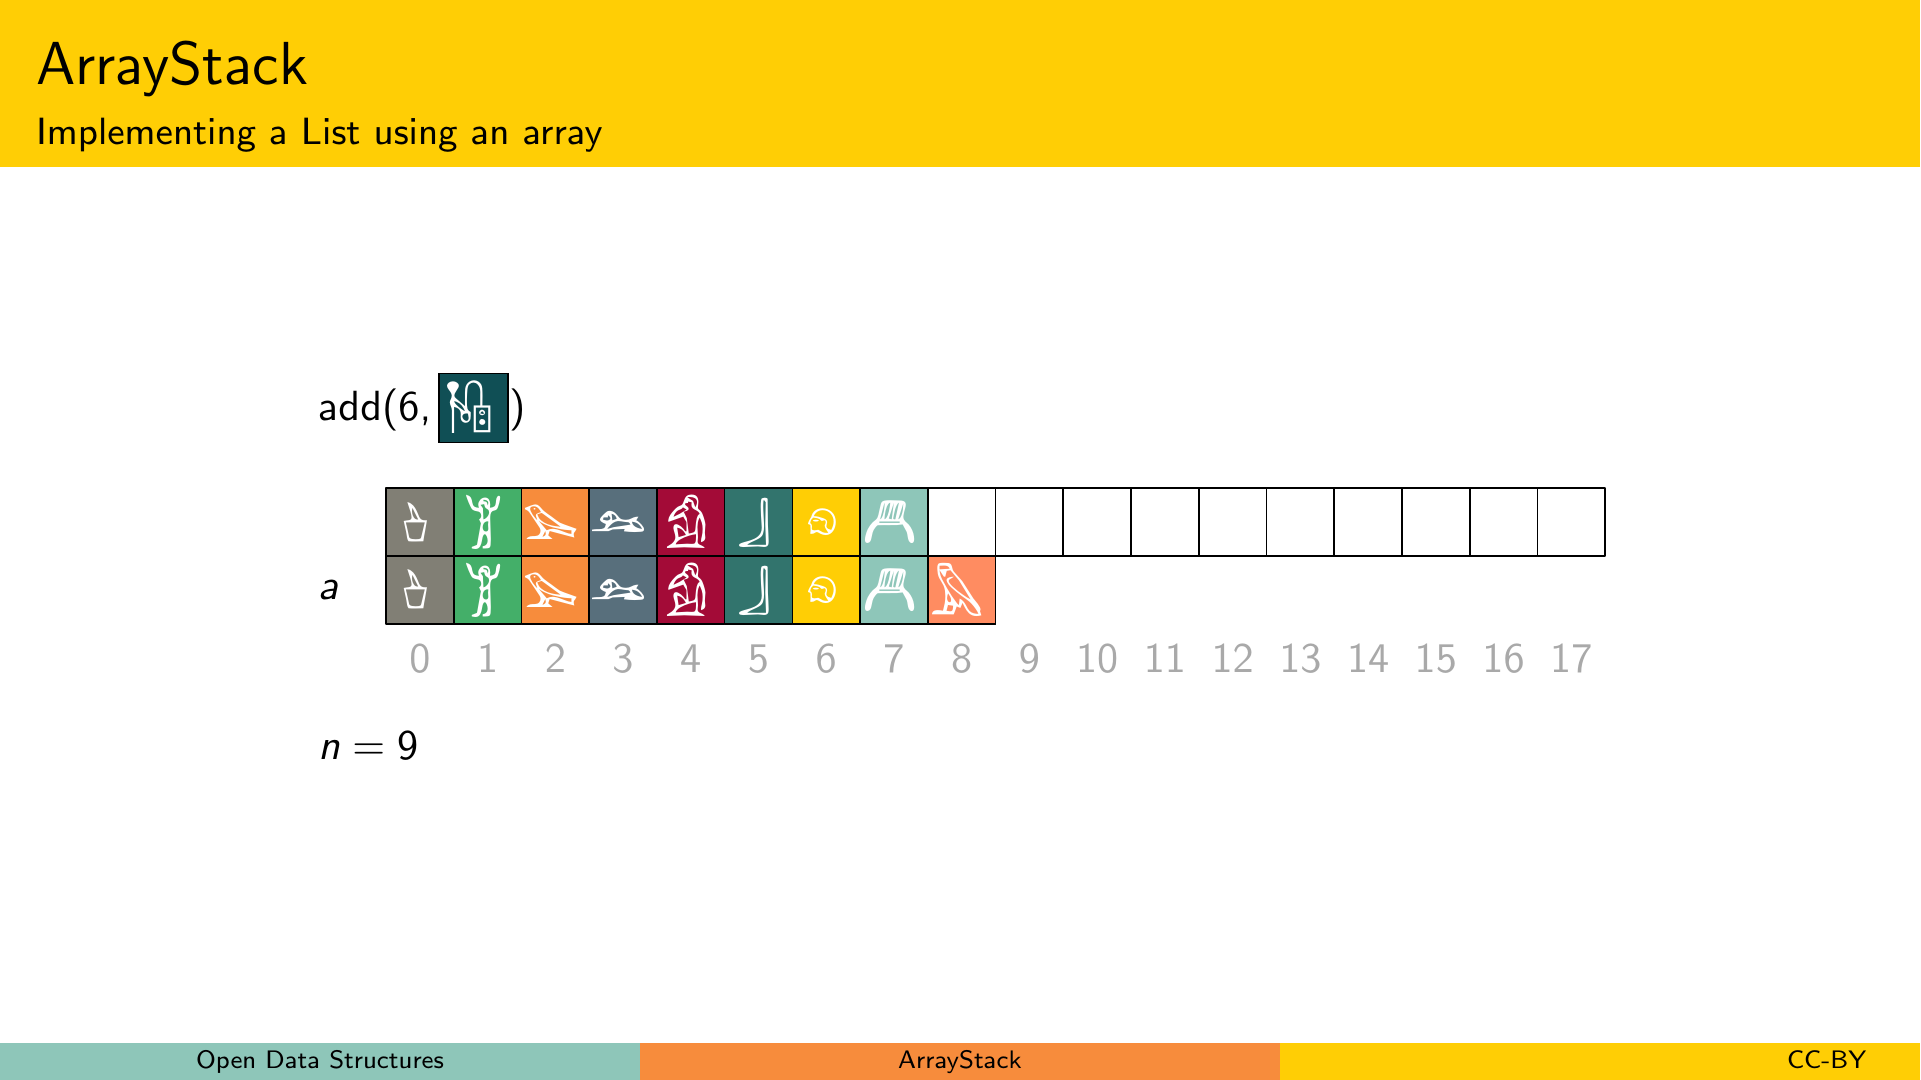 ArrayStack
Implementing a List using an array
add(6, )
a
0 1 2 3 4 5 6 7 8 9 10 11 12 13 14 15 16 17
n = 9
Open Data Structures
ArrayStack
CC-BY